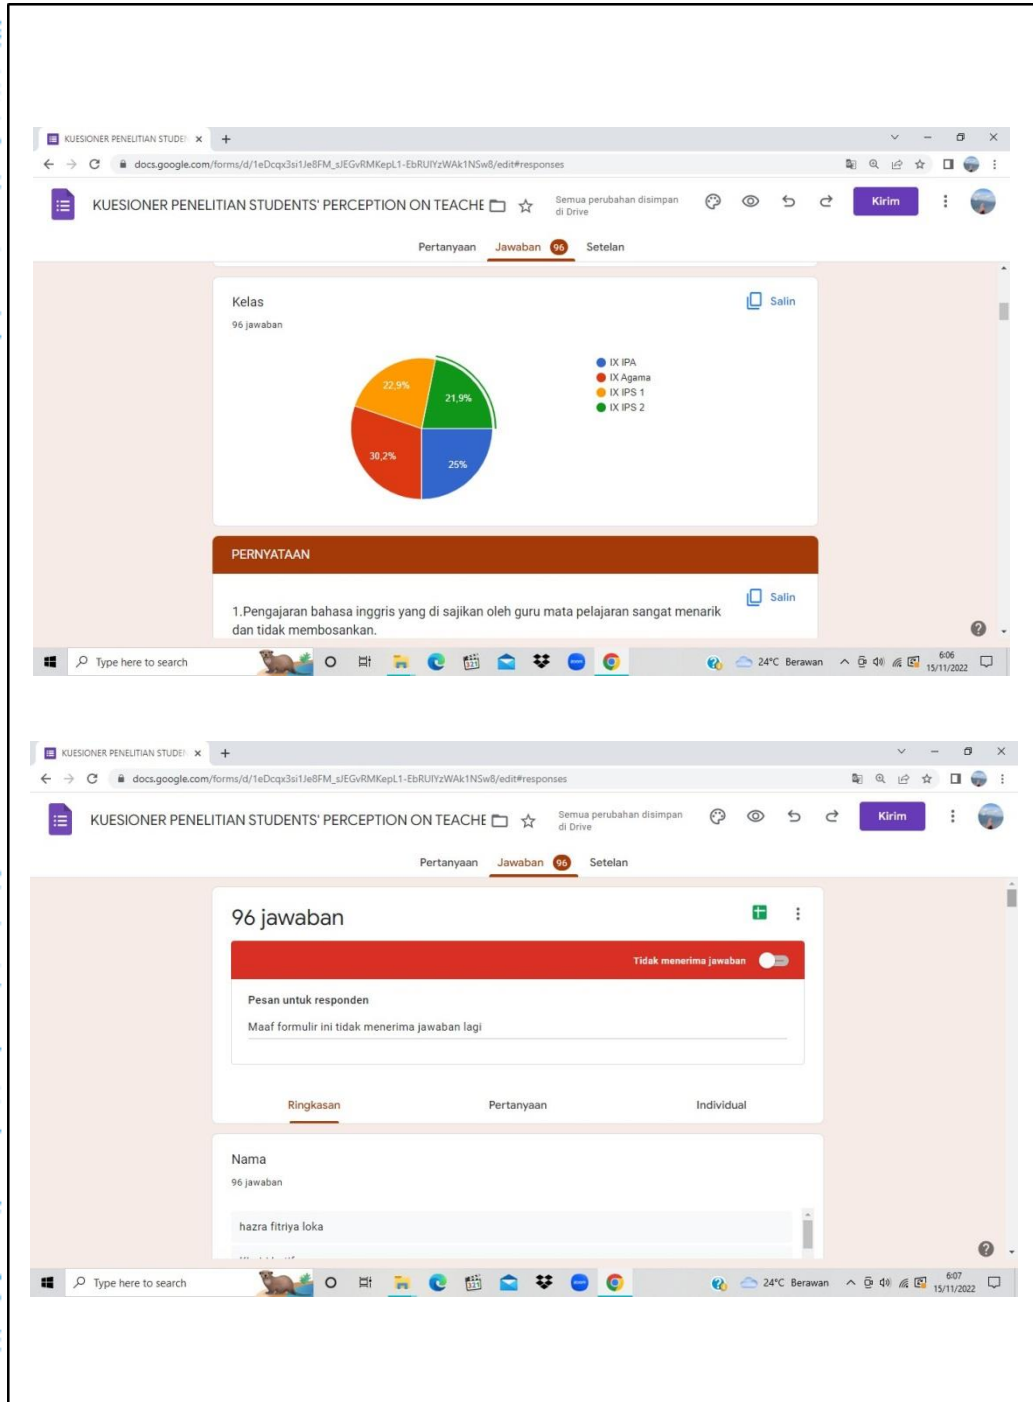 KUESIONER PENELITIAN STUDEN
docs.google.com/forms/d/1eDcqx3si1Je8FM_sJEGvRMKepL1-EbRUIYzWAk1NSw8/edit#responses
KUESIONER PENELITIAN STUDENTS' PERCEPTION ON TEACHE
Semua perubahan disimpan
di Drive
Kirim
Pertanyaan Jawaban 96 Setelan
Kelas
Salin
96 jawaban
IX IPA
IX Agama
IX IPS 1
IX IPS 2
22,9%
21,9%
30,2%
25%
PERNYATAAN
Salin
1.Pengajaran bahasa inggris yang di sajikan oleh guru mata pelajaran sangat menarik
dan tidak membosankan.
Type here to search
24°C Berawan
6:06
15/11/2022
KUESIONER PENELITIAN STUDEN
docs.google.com/forms/d/1eDcqx3si1Je8FM_sJEGvRMKepL1-EbRUIYzWAk1NSw8/edit#responses
KUESIONER PENELITIAN STUDENTS' PERCEPTION ON TEACHE
Semua perubahan disimpan
di Drive
Kirim
Pertanyaan Jawaban 96 Setelan
96 jawaban
Tidak menerima jawaban
Pesan untuk responden
Maaf formulir ini tidak menerima jawaban lagi
Ringkasan Pertanyaan Individual
Nama
96 jawaban
hazra fitriya loka
Type here to search
24°C Berawan
6:07
15/11/2022